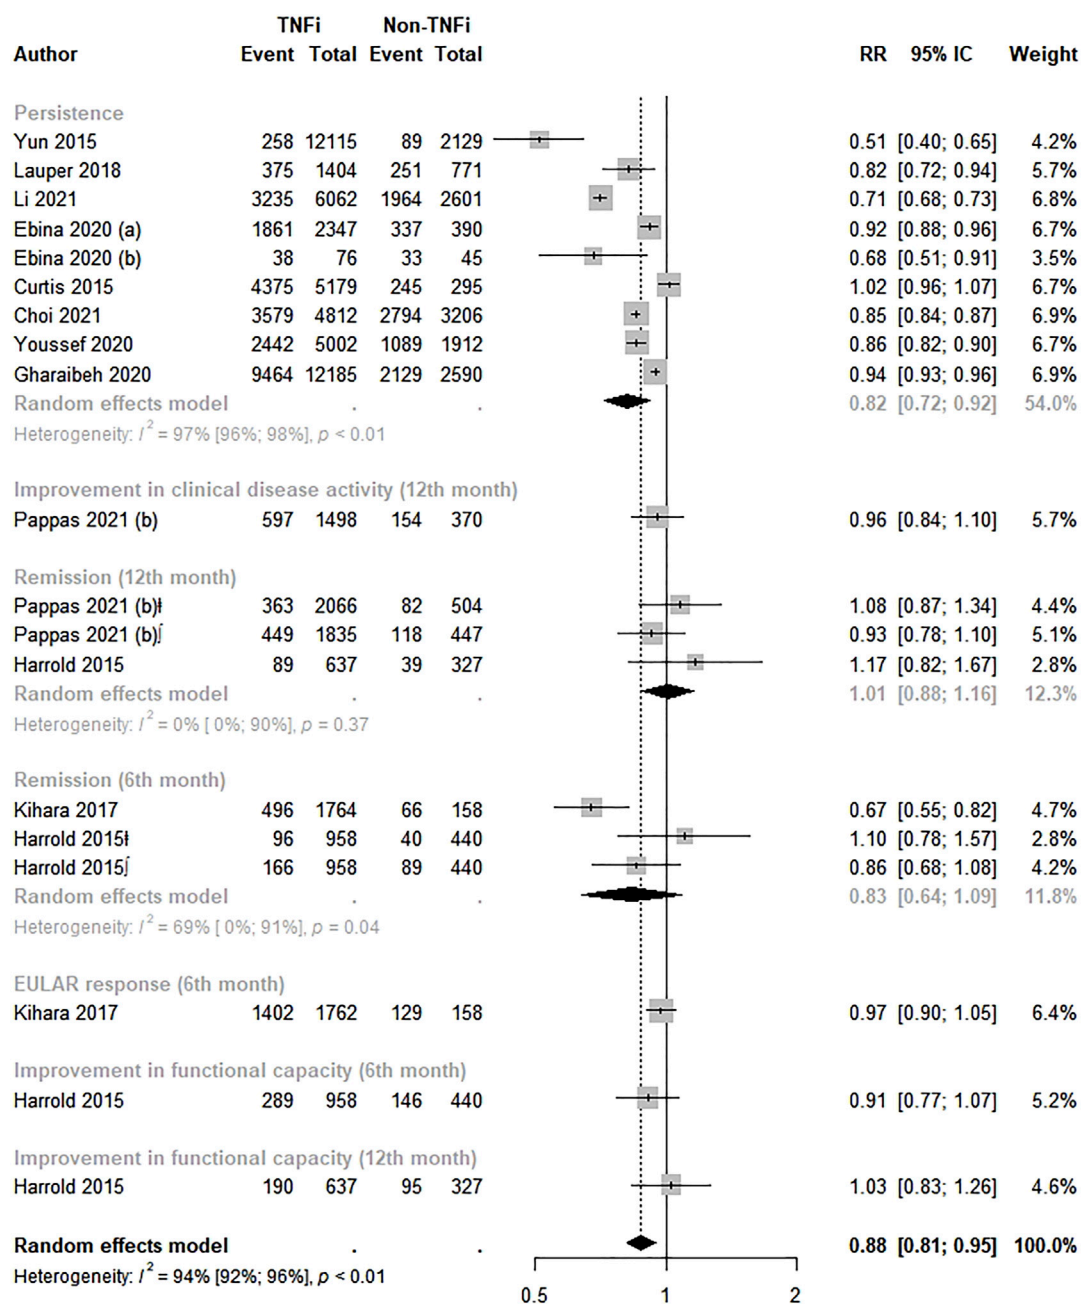 TNFi Non-TNFi
Author Event Total Event Total RR 95% IC Weight
Persistence
Yun 2015 258 12115 89 2129 0.51 [0.40; 0.65] 4.2%
Lauper 2018 375 1404 251 771 0.82 [0.72; 0.94] 5.7%
Li 2021 3235 6062 1964 2601 0.71 [0.68; 0.73] 6.8%
Ebina 2020 (a) 1861 2347 337 390 0.92 [0.88; 0.96] 6.7%
Ebina 2020 (b) 38 76 33 45 0.68 [0.51; 0.91] 3.5%
Curtis 2015 4375 5179 245 295 1.02 [0.96; 1.07] 6.7%
Choi 2021 3579 4812 2794 3206 0.85 [0.84; 0.87] 6.9%
Youssef 2020 2442 5002 1089 1912 0.86 [0.82; 0.90] 6.7%
Gharaibeh 2020 9464 12185 2129 2590 0.94 [0.93; 0.96] 6.9%
Random effects model . . 0.82 [0.72; 0.92] 54.0%
Heterogeneity: I² = 97% [96%; 98%], p < 0.01
Improvement in clinical disease activity (12th month)
Pappas 2021 (b) 597 1498 154 370 0.96 [0.84; 1.10] 5.7%
Remission (12th month)
Pappas 2021 (b)ƚ 363 2066 82 504 1.08 [0.87; 1.34] 4.4%
Pappas 2021 (b)ʃ 449 1835 118 447 0.93 [0.78; 1.10] 5.1%
Harrold 2015 89 637 39 327 1.17 [0.82; 1.67] 2.8%
Random effects model . . 1.01 [0.88; 1.16] 12.3%
Heterogeneity: I² = 0% [ 0%; 90%], p = 0.37
Remission (6th month)
Kihara 2017 496 1764 66 158 0.67 [0.55; 0.82] 4.7%
Harrold 2015ƚ 96 958 40 440 1.10 [0.78; 1.57] 2.8%
Harrold 2015ʃ 166 958 89 440 0.86 [0.68; 1.08] 4.2%
Random effects model . . 0.83 [0.64; 1.09] 11.8%
Heterogeneity: I² = 69% [ 0%; 91%], p = 0.04
EULAR response (6th month)
Kihara 2017 1402 1762 129 158 0.97 [0.90; 1.05] 6.4%
Improvement in functional capacity (6th month)
Harrold 2015 289 958 146 440 0.91 [0.77; 1.07] 5.2%
Improvement in functional capacity (12th month)
Harrold 2015 190 637 95 327 1.03 [0.83; 1.26] 4.6%
Random effects model . . 0.88 [0.81; 0.95] 100.0%
Heterogeneity: I² = 94% [92%; 96%], p < 0.01
0.5 1 2